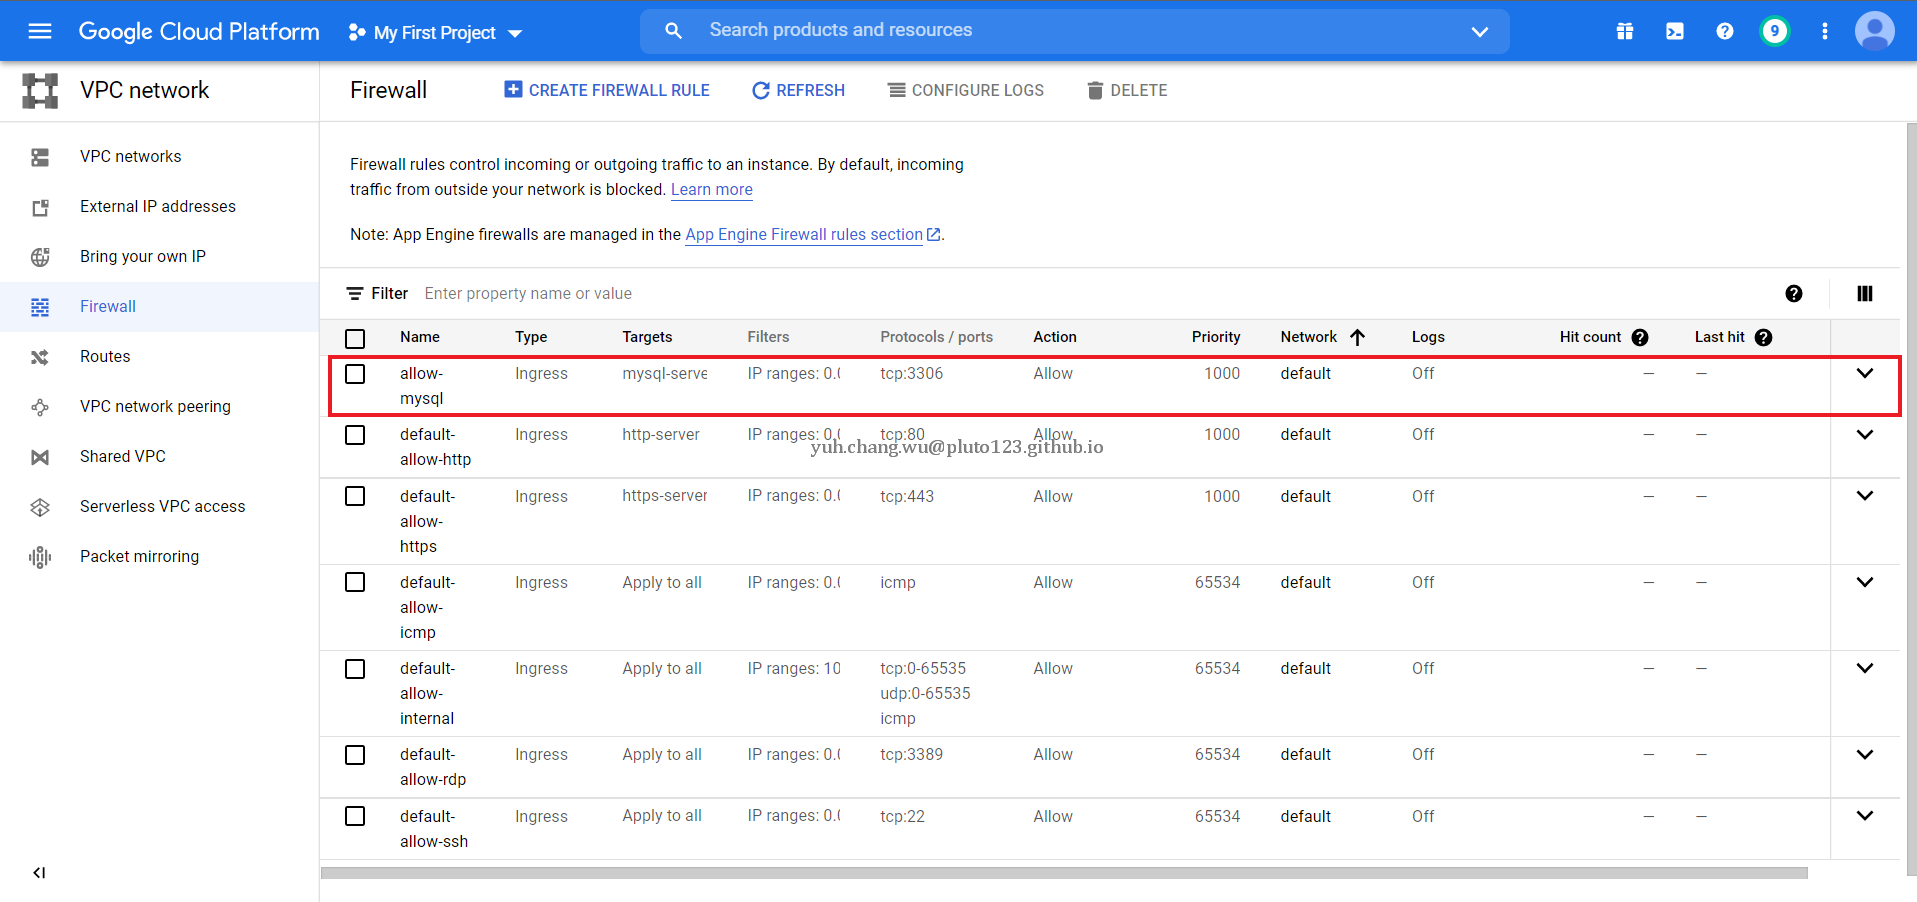 Google Cloud Platform My First Project Search products and resources 9
VPC network
Firewall CREATE FIREWALL RULE REFRESH CONFIGURE LOGS DELETE
VPC networks
External IP addresses
Bring your own IP
Firewall
Routes
VPC network peering
Shared VPC
Serverless VPC access
Packet mirroring
Firewall rules control incoming or outgoing traffic to an instance. By default, incoming
traffic from outside your network is blocked. Learn more
Note: App Engine firewalls are managed in the App Engine Firewall rules section.
Filter Enter property name or value
Name Type Targets Filters Protocols / ports Action Priority Network Logs Hit count Last hit
allow- Ingress mysql-serve IP ranges: 0.0 tcp:3306 Allow 1000 default Off — —
mysql
default- Ingress http-server IP ranges: 0.0 tcp:80 Allow 1000 default Off — —
allow-http
yuh.chang.wu@pluto123.github.io
default- Ingress https-server IP ranges: 0.0 tcp:443 Allow 1000 default Off — —
allow-
https
default- Ingress Apply to all IP ranges: 0.0 icmp Allow 65534 default Off — —
allow-
icmp
default- Ingress Apply to all IP ranges: 10 tcp:0-65535 Allow 65534 default Off — —
allow- udp:0-65535
internal icmp
default- Ingress Apply to all IP ranges: 0.0 tcp:3389 Allow 65534 default Off — —
allow-rdp
default- Ingress Apply to all IP ranges: 0.0 tcp:22 Allow 65534 default Off — —
allow-ssh